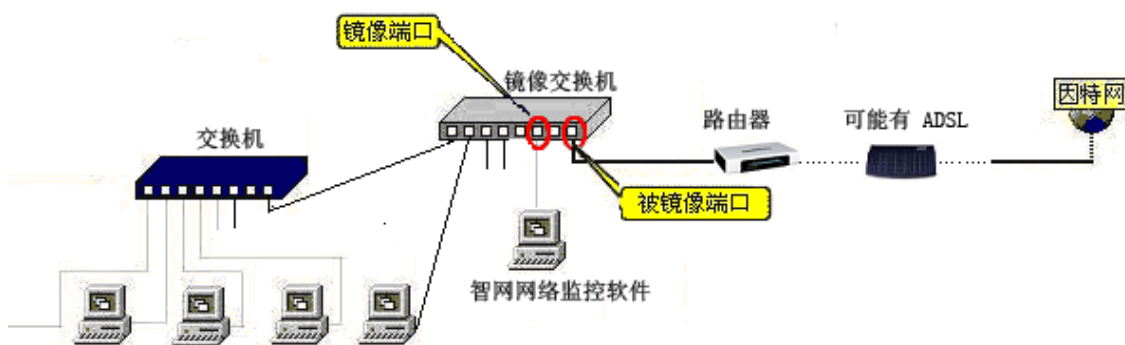 镜像端口
镜像交换机
因特网
路由器
可能有 ADSL
交换机
被镜像端口
智网网络监控软件